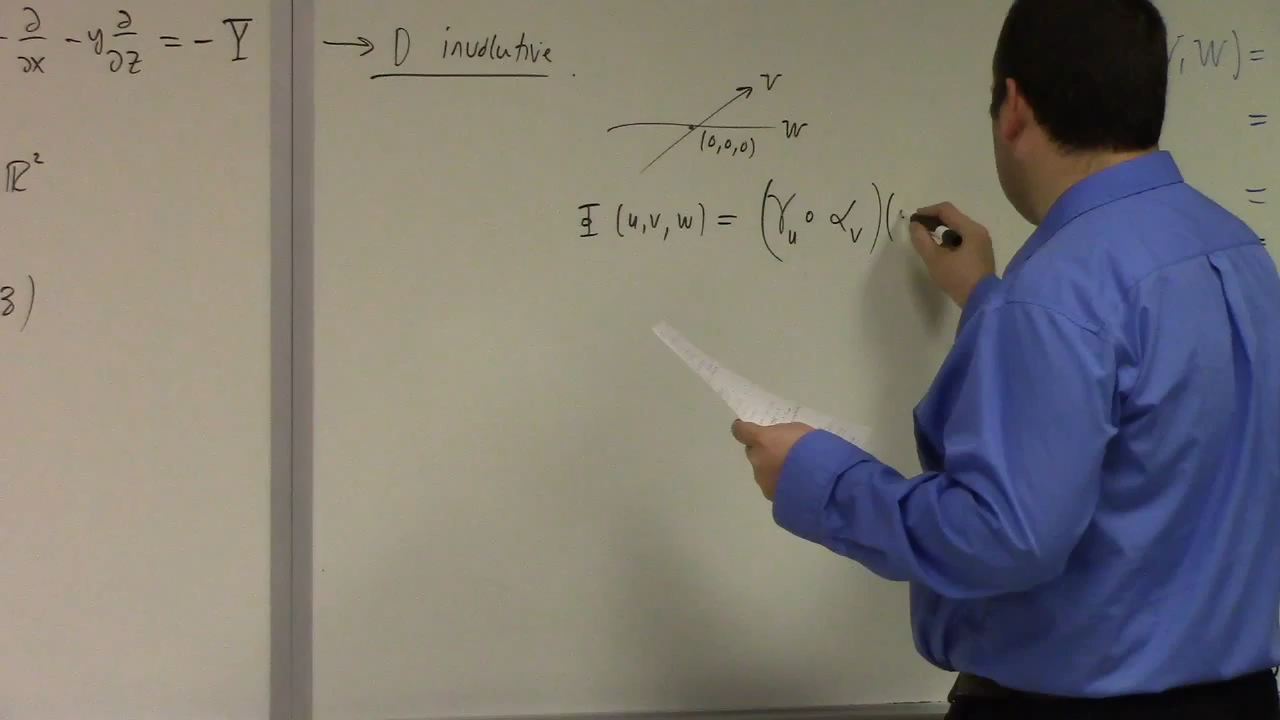 - ∂/∂x - y ∂/∂z = - Y
ℝ²
3)
→ D involutive.
v
w
(0,0,0)
Φ (u,v,w) = (γ_u ∘ α_v)(
, W) =
=
=